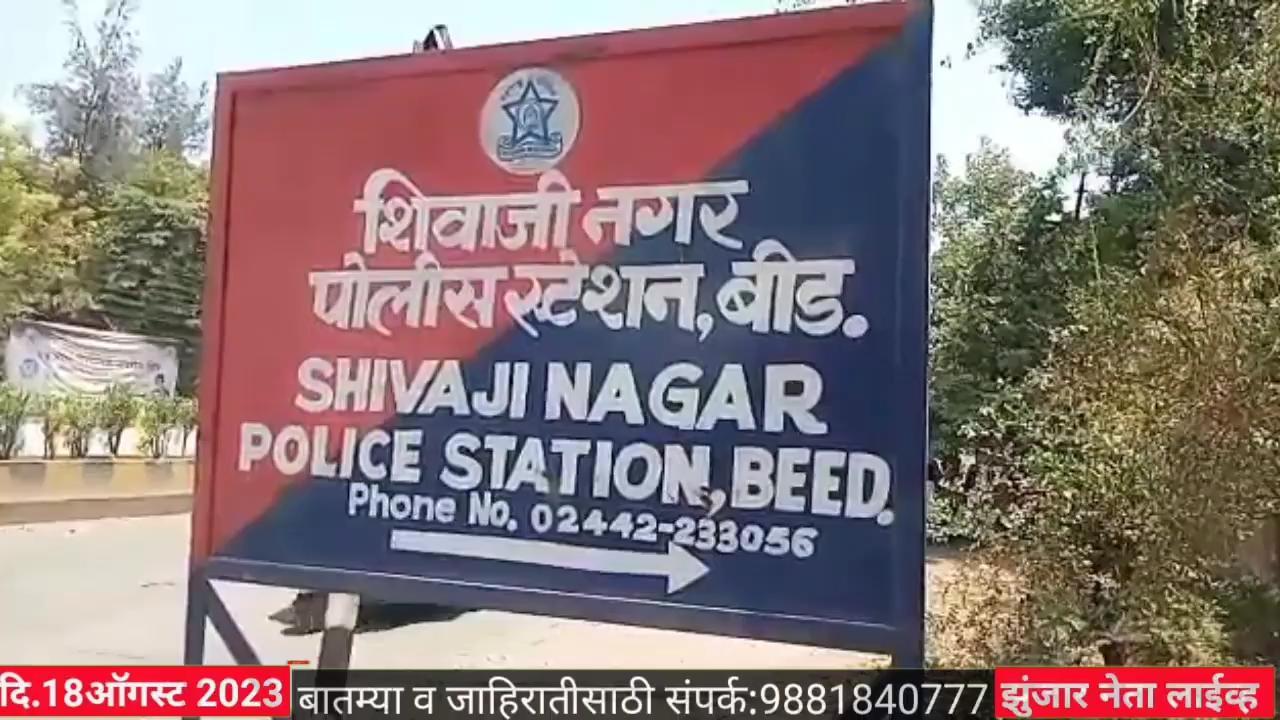 शिवाजी नगर
पोलीस स्टेशन, बीड.
SHIVAJI NAGAR
POLICE STATION, BEED.
Phone No. 02442-233056
दि.18ऑगस्ट 2023
बातम्या व जाहिरातीसाठी संपर्क:9881840777
झुंजार नेता लाईव्ह